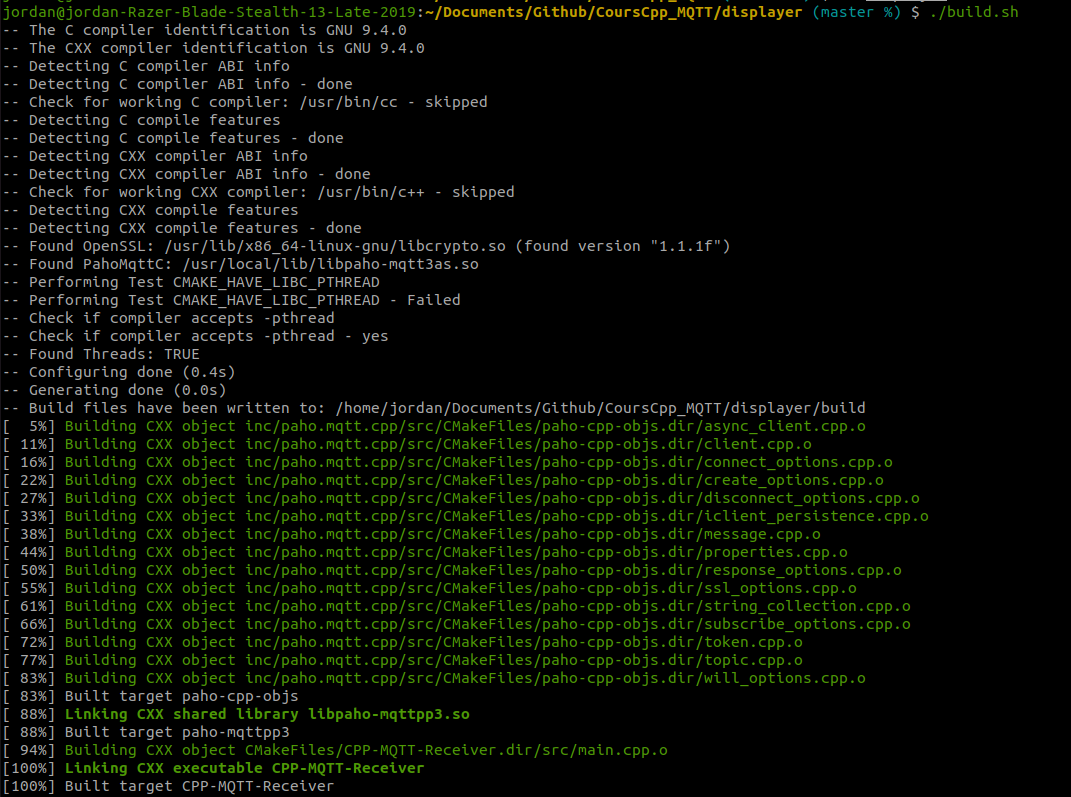 jordan@jordan-Razer-Blade-Stealth-13-Late-2019:~/Documents/Github/CoursCpp_MQTT/displayer (master %) $ ./build.sh
-- The C compiler identification is GNU 9.4.0
-- The CXX compiler identification is GNU 9.4.0
-- Detecting C compiler ABI info
-- Detecting C compiler ABI info - done
-- Check for working C compiler: /usr/bin/cc - skipped
-- Detecting C compile features
-- Detecting C compile features - done
-- Detecting CXX compiler ABI info
-- Detecting CXX compiler ABI info - done
-- Check for working CXX compiler: /usr/bin/c++ - skipped
-- Detecting CXX compile features
-- Detecting CXX compile features - done
-- Found OpenSSL: /usr/lib/x86_64-linux-gnu/libcrypto.so (found version "1.1.1f")
-- Found PahoMqttC: /usr/local/lib/libpaho-mqtt3as.so
-- Performing Test CMAKE_HAVE_LIBC_PTHREAD
-- Performing Test CMAKE_HAVE_LIBC_PTHREAD - Failed
-- Check if compiler accepts -pthread
-- Check if compiler accepts -pthread - yes
-- Found Threads: TRUE
-- Configuring done (0.4s)
-- Generating done (0.0s)
-- Build files have been written to: /home/jordan/Documents/Github/CoursCpp_MQTT/displayer/build
[  5%] Building CXX object inc/paho.mqtt.cpp/src/CMakeFiles/paho-cpp-objs.dir/async_client.cpp.o
[ 11%] Building CXX object inc/paho.mqtt.cpp/src/CMakeFiles/paho-cpp-objs.dir/client.cpp.o
[ 16%] Building CXX object inc/paho.mqtt.cpp/src/CMakeFiles/paho-cpp-objs.dir/connect_options.cpp.o
[ 22%] Building CXX object inc/paho.mqtt.cpp/src/CMakeFiles/paho-cpp-objs.dir/create_options.cpp.o
[ 27%] Building CXX object inc/paho.mqtt.cpp/src/CMakeFiles/paho-cpp-objs.dir/disconnect_options.cpp.o
[ 33%] Building CXX object inc/paho.mqtt.cpp/src/CMakeFiles/paho-cpp-objs.dir/iclient_persistence.cpp.o
[ 38%] Building CXX object inc/paho.mqtt.cpp/src/CMakeFiles/paho-cpp-objs.dir/message.cpp.o
[ 44%] Building CXX object inc/paho.mqtt.cpp/src/CMakeFiles/paho-cpp-objs.dir/properties.cpp.o
[ 50%] Building CXX object inc/paho.mqtt.cpp/src/CMakeFiles/paho-cpp-objs.dir/response_options.cpp.o
[ 55%] Building CXX object inc/paho.mqtt.cpp/src/CMakeFiles/paho-cpp-objs.dir/ssl_options.cpp.o
[ 61%] Building CXX object inc/paho.mqtt.cpp/src/CMakeFiles/paho-cpp-objs.dir/string_collection.cpp.o
[ 66%] Building CXX object inc/paho.mqtt.cpp/src/CMakeFiles/paho-cpp-objs.dir/subscribe_options.cpp.o
[ 72%] Building CXX object inc/paho.mqtt.cpp/src/CMakeFiles/paho-cpp-objs.dir/token.cpp.o
[ 77%] Building CXX object inc/paho.mqtt.cpp/src/CMakeFiles/paho-cpp-objs.dir/topic.cpp.o
[ 83%] Building CXX object inc/paho.mqtt.cpp/src/CMakeFiles/paho-cpp-objs.dir/will_options.cpp.o
[ 83%] Built target paho-cpp-objs
[ 88%] Linking CXX shared library libpaho-mqttpp3.so
[ 88%] Built target paho-mqttpp3
[ 94%] Building CXX object CMakeFiles/CPP-MQTT-Receiver.dir/src/main.cpp.o
[100%] Linking CXX executable CPP-MQTT-Receiver
[100%] Built target CPP-MQTT-Receiver